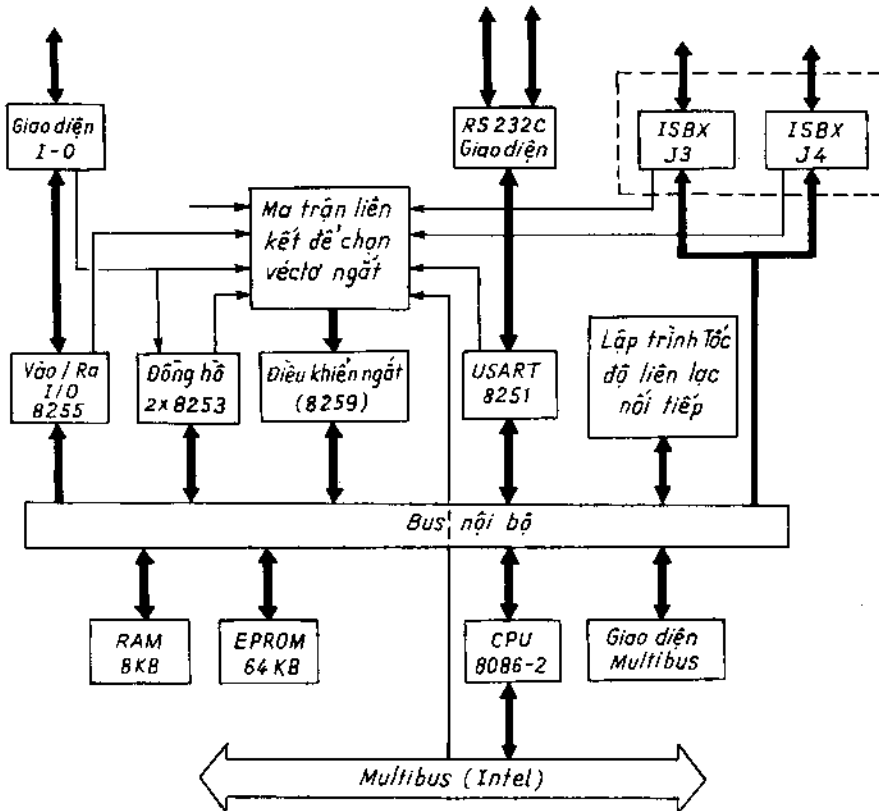 Giao diện
I-O
RS 232C
Giao diện
ISBX
J3
ISBX
J4
Ma trận liên
kết để chọn
véctơ ngắt
Vào / Ra
I/O
8255
Đồng hồ
2×8253
Điều khiển ngắt
(8259)
USART
8251
Lập trình Tốc
độ liên lạc
nối tiếp
Bus nội bộ
RAM
8KB
EPROM
64KB
CPU
8086-2
Giao diện
Multibus
Multibus (Intel)